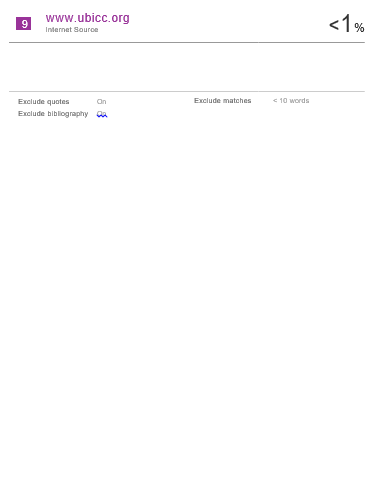 9 www.ubicc.org <1%
Internet Source
Exclude quotes On Exclude matches < 10 words
Exclude bibliography On